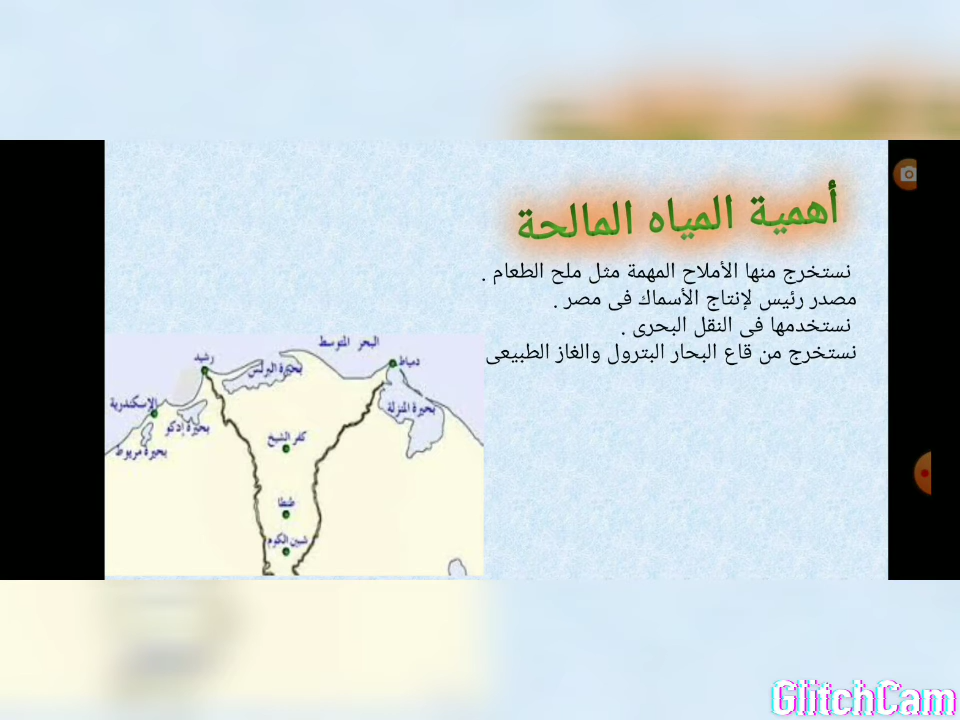 أهمية المياه المالحة
نستخرج منها الأملاح المهمة مثل ملح الطعام .
مصدر رئيس لإنتاج الأسماك فى مصر .
نستخدمها فى النقل البحرى .
نستخرج من قاع البحار البترول والغاز الطبيعى
البحر المتوسط
رشيد
دمياط
بحيرة البرلس
الإسكندرية
بحيرة المنزلة
بحيرة إدكو
كفر الشيخ
بحيرة مريوط
طنطا
شبين الكوم
GlitchCam